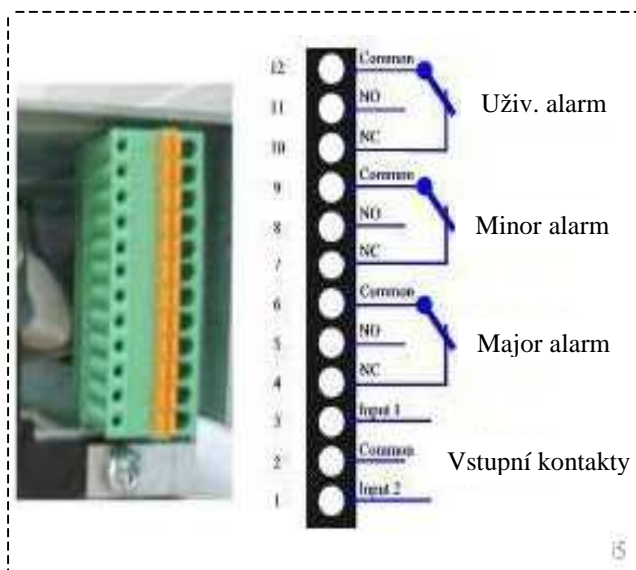 12 Common
11 NO Uživ. alarm
10 NC
9 Common
8 NO Minor alarm
7 NC
6 Common
5 NO Major alarm
4 NC
3 Input 1
2 Common Vstupní kontakty
1 Input 2
i5